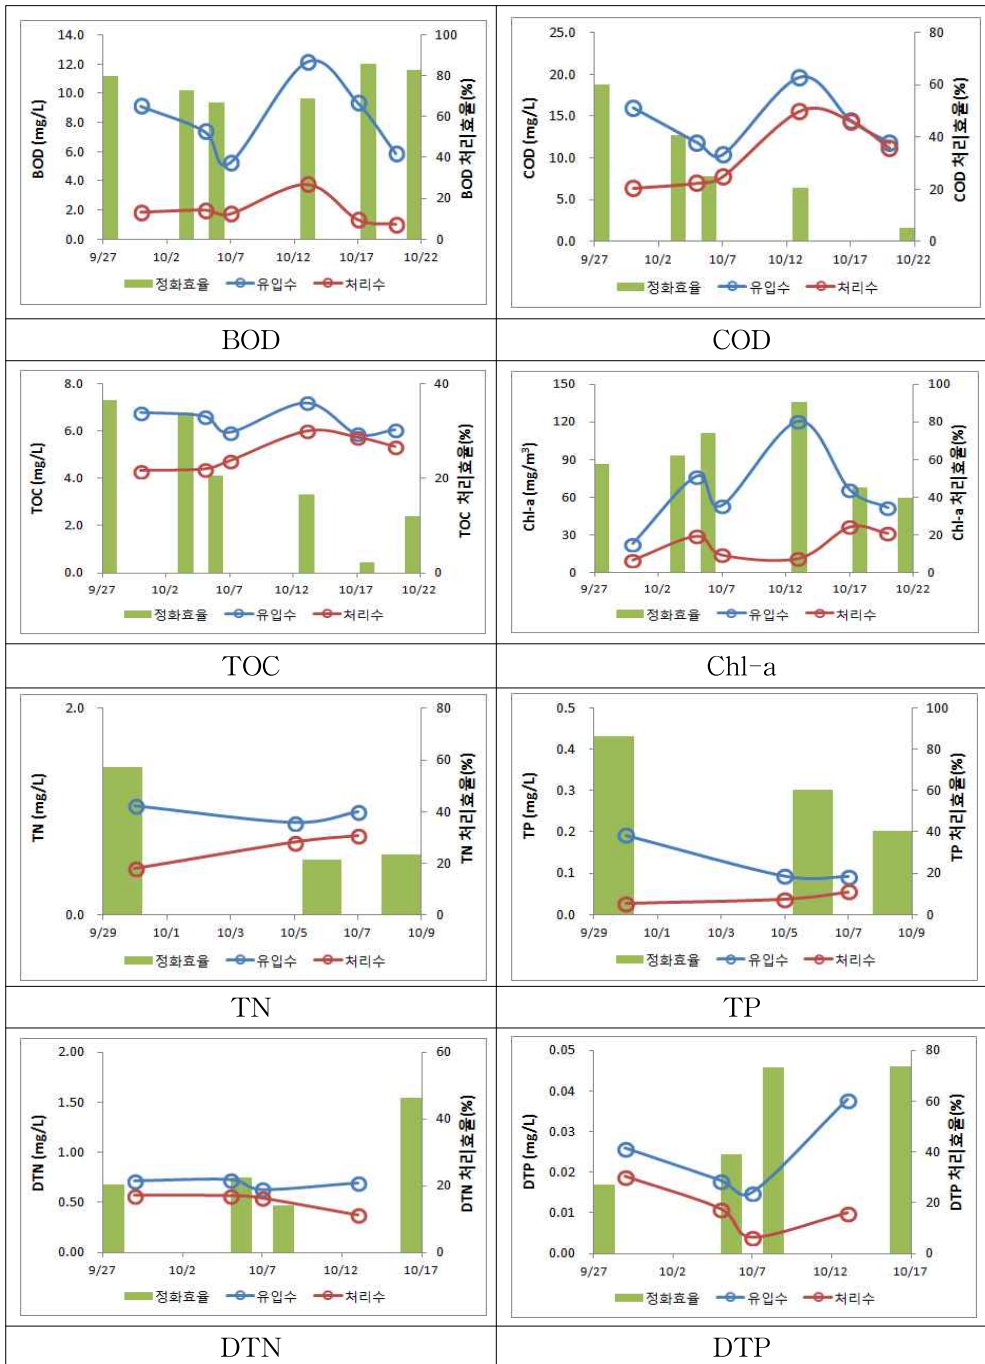 14.0
12.0
10.0
8.0
6.0
4.0
2.0
0.0
BOD (mg/L)
100
80
60
40
20
0
BOD 처리효율(%)
9/27 10/2 10/7 10/12 10/17 10/22
정화효율 유입수 처리수
BOD
25.0
20.0
15.0
10.0
5.0
0.0
COD (mg/L)
80
60
40
20
0
COD 처리효율(%)
9/27 10/2 10/7 10/12 10/17 10/22
정화효율 유입수 처리수
COD
8.0
6.0
4.0
2.0
0.0
TOC (mg/L)
40
20
0
TOC 처리효율(%)
9/27 10/2 10/7 10/12 10/17 10/22
정화효율 유입수 처리수
TOC
150
120
90
60
30
0
Chl-a (mg/m³)
100
80
60
40
20
0
Chl-a 처리효율(%)
9/27 10/2 10/7 10/12 10/17 10/22
정화효율 유입수 처리수
Chl-a
2.0
0.0
TN (mg/L)
80
60
40
20
0
TN 처리효율(%)
9/29 10/1 10/3 10/5 10/7 10/9
정화효율 유입수 처리수
TN
0.5
0.4
0.3
0.2
0.1
0.0
TP (mg/L)
100
80
60
40
20
0
TP 처리효율(%)
9/29 10/1 10/3 10/5 10/7 10/9
정화효율 유입수 처리수
TP
2.00
1.50
1.00
0.50
0.00
DTN (mg/L)
60
40
20
0
DTN 처리효율(%)
9/27 10/2 10/7 10/12 10/17
정화효율 유입수 처리수
DTN
0.05
0.04
0.03
0.02
0.01
0.00
DTP (mg/L)
80
60
40
20
0
DTP 처리효율(%)
9/27 10/2 10/7 10/12 10/17
정화효율 유입수 처리수
DTP